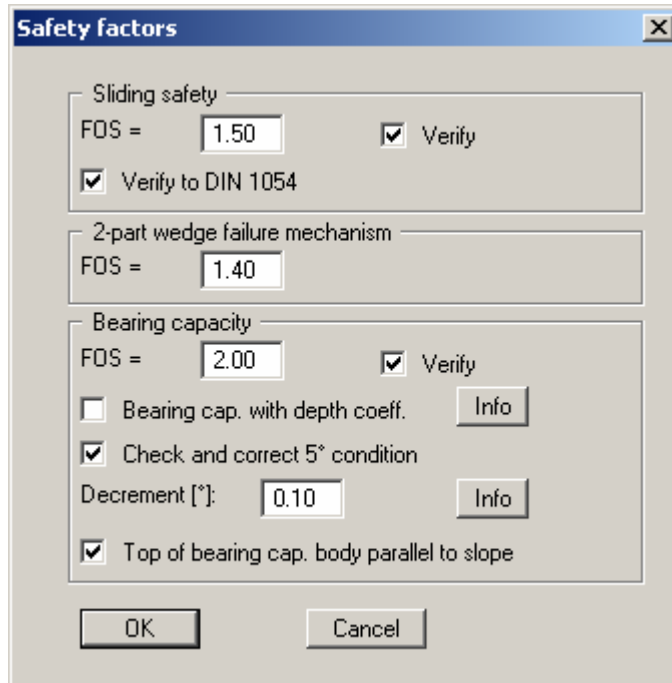 Safety factors
Sliding safety
FOS = 1.50 Verify
Verify to DIN 1054
2-part wedge failure mechanism
FOS = 1.40
Bearing capacity
FOS = 2.00 Verify
Bearing cap. with depth coeff. Info
Check and correct 5° condition
Decrement [°]: 0.10 Info
Top of bearing cap. body parallel to slope
OK Cancel